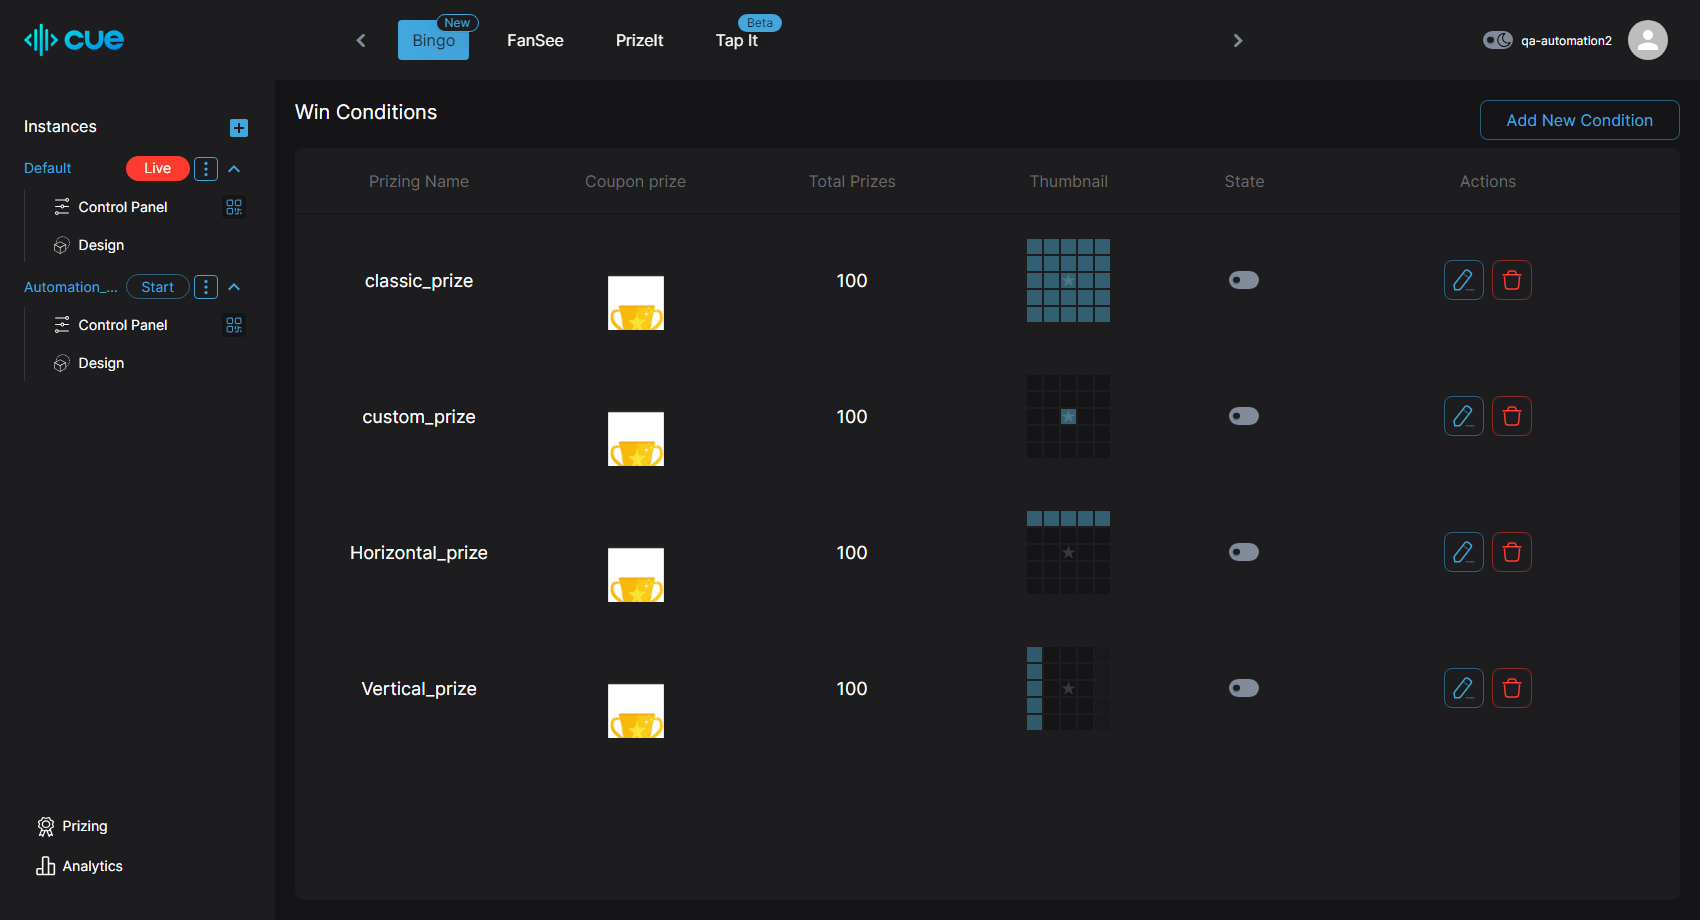 cue
Bingo
New
FanSee
PrizeIt
Tap It
Beta
qa-automation2
Instances
Default
Live
Control Panel
Design
Automation_...
Start
Control Panel
Design
Prizing
Analytics
Win Conditions
Add New Condition
Prizing Name Coupon prize Total Prizes Thumbnail State Actions
classic_prize 100
custom_prize 100
Horizontal_prize 100
Vertical_prize 100